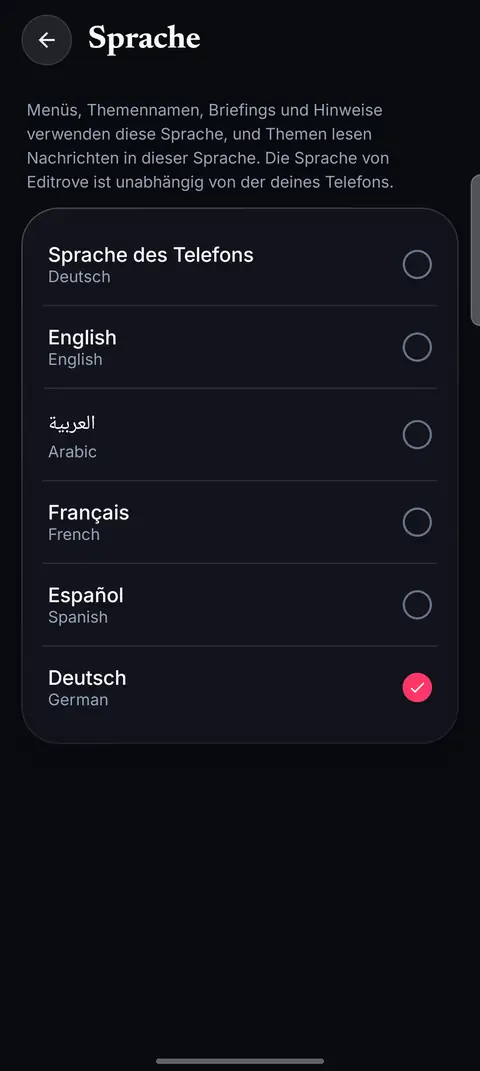 Sprache
Menüs, Themennamen, Briefings und Hinweise
verwenden diese Sprache, und Themen lesen
Nachrichten in dieser Sprache. Die Sprache von
Editrove ist unabhängig von der deines Telefons.
Sprache des Telefons
Deutsch
English
English
العربية
Arabic
Français
French
Español
Spanish
Deutsch
German